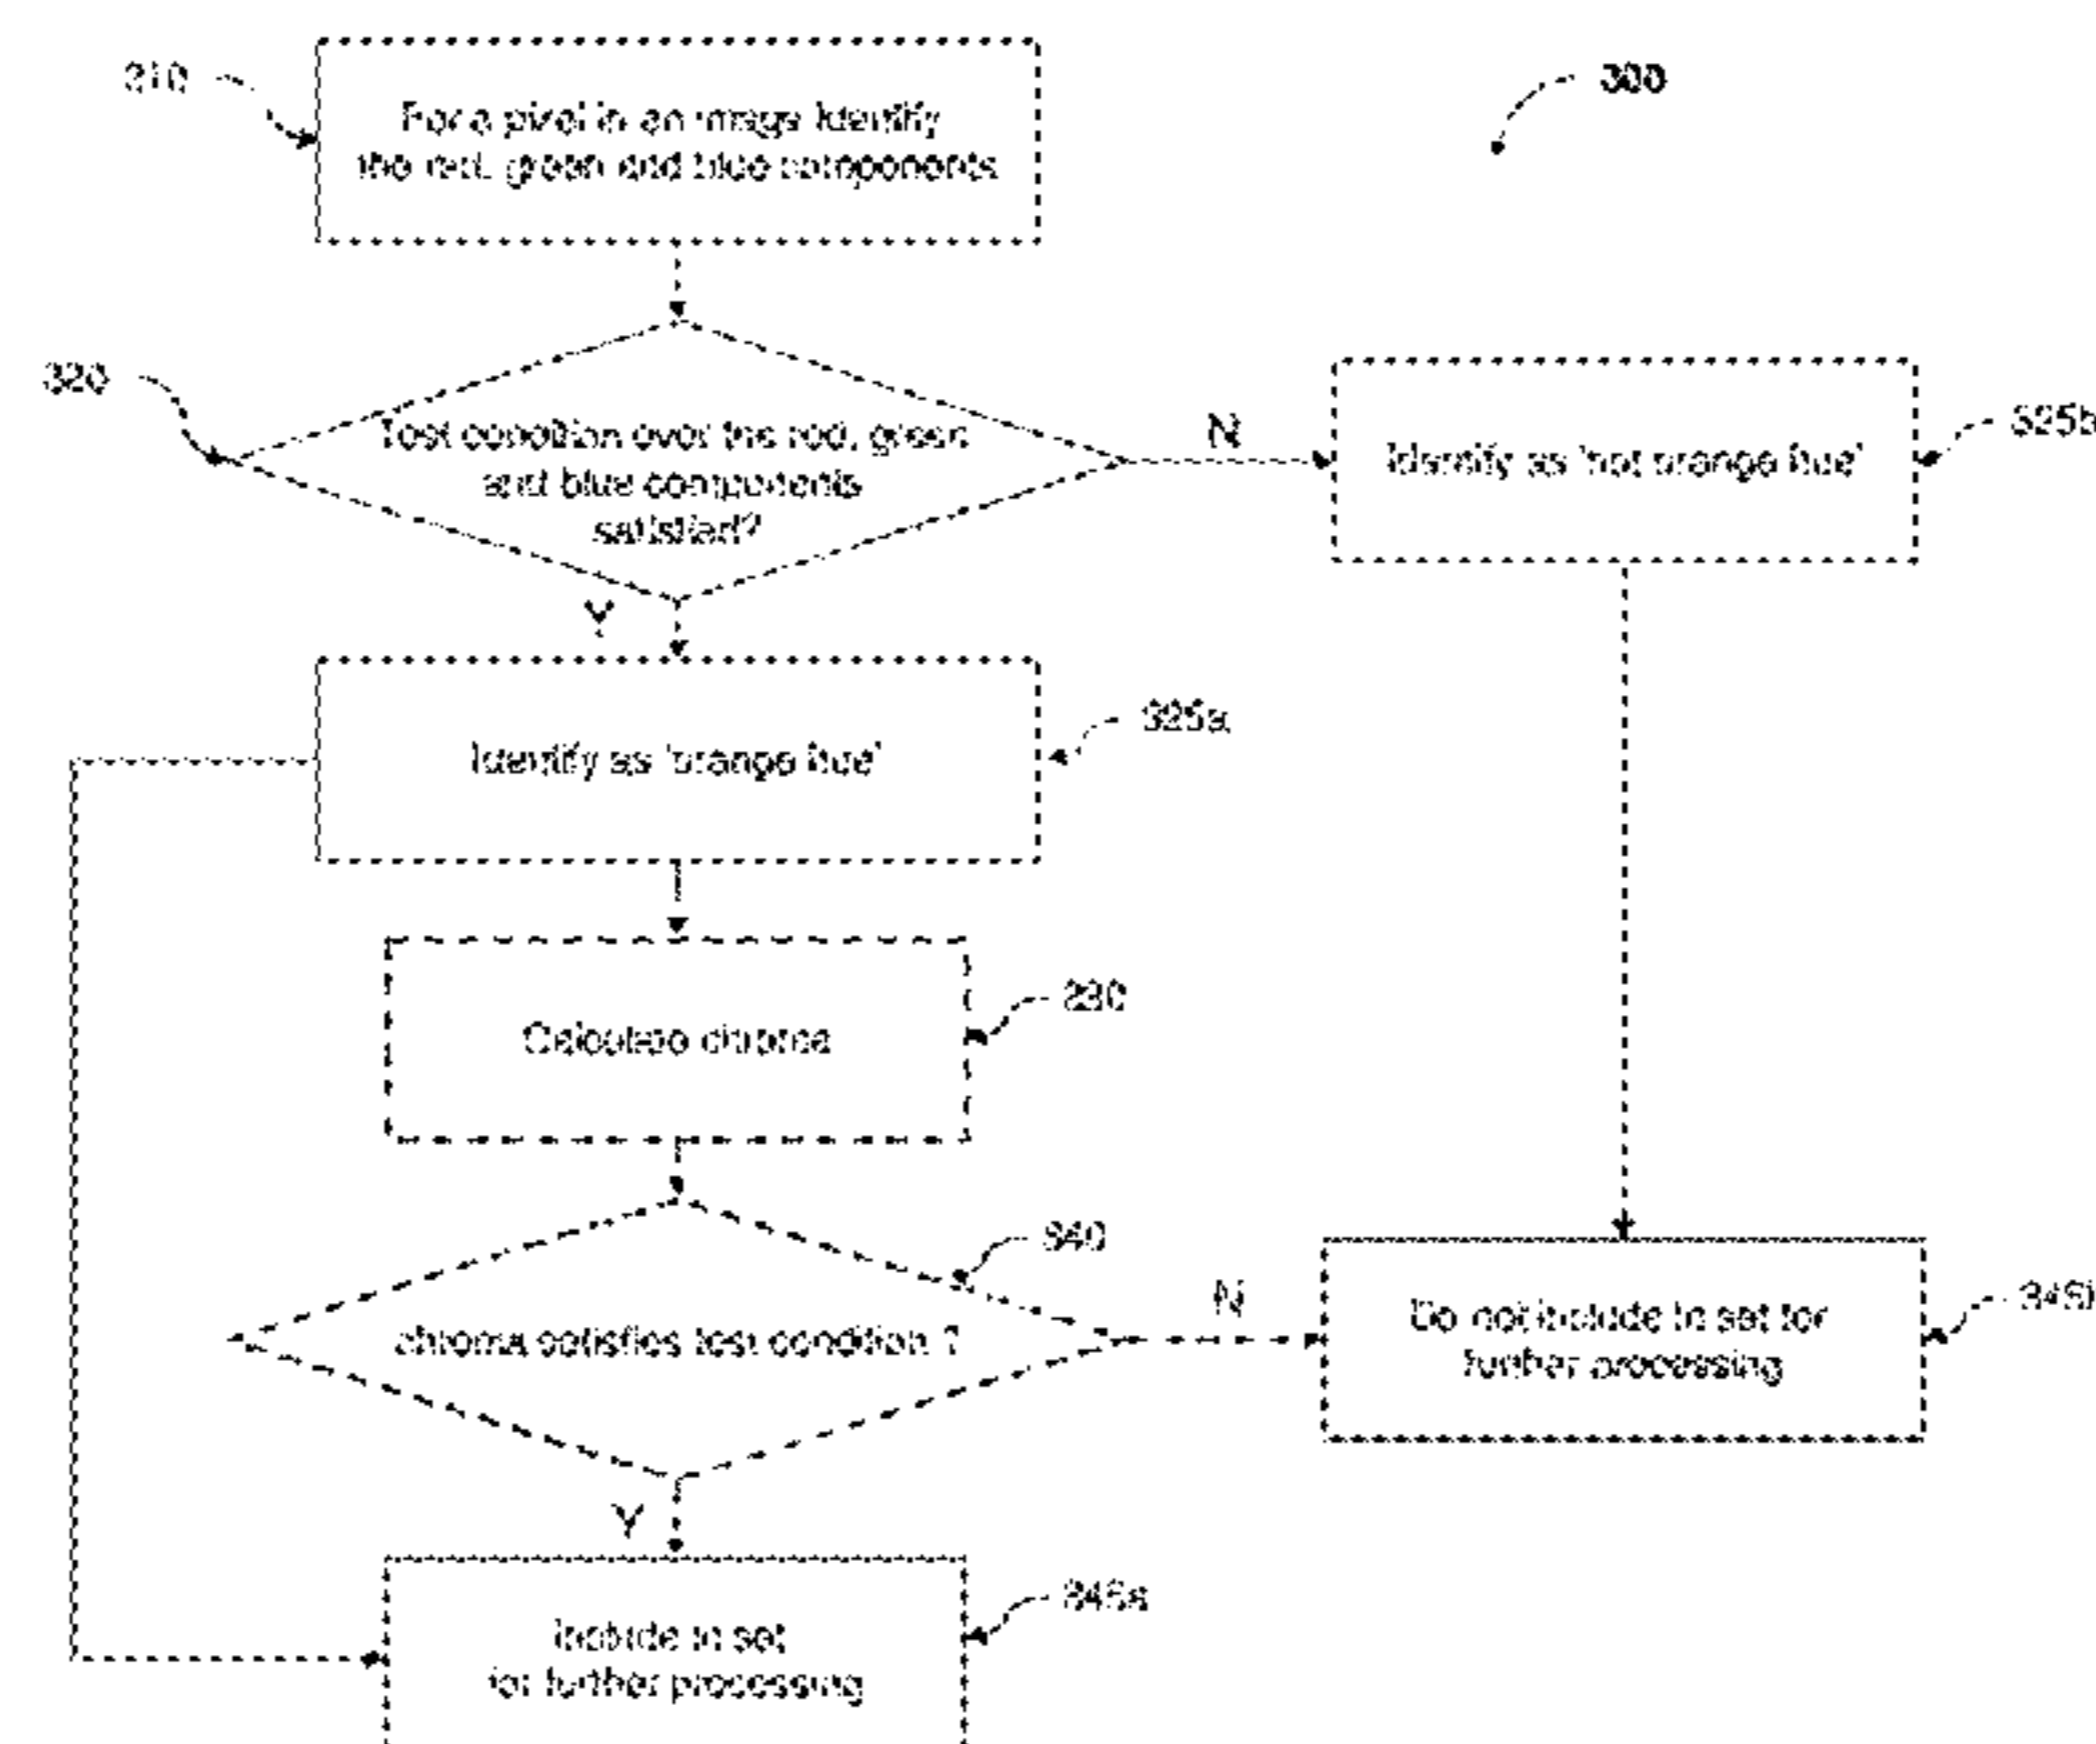 210
300
For a pixel in an image identify
the red, green and blue components
320
Test condition over the red, green
and blue components
satisfied?
N
Identify as 'not orange hue'
325b
Y
Identify as 'orange hue'
325a
Calculate chroma
230
340
chroma satisfies test condition ?
N
Do not include in set for
further processing
Y
Include in set
for further processing
345a